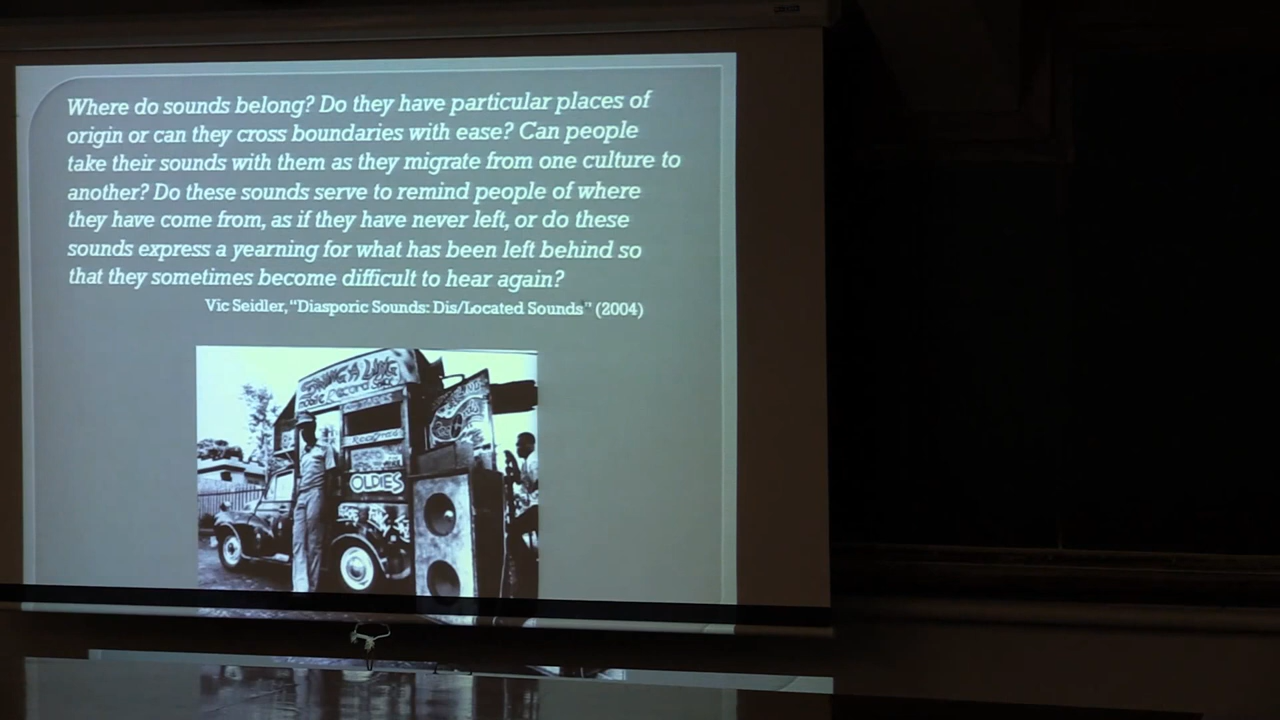 Where do sounds belong? Do they have particular places of
origin or can they cross boundaries with ease? Can people
take their sounds with them as they migrate from one culture to
another? Do these sounds serve to remind people of where
they have come from, as if they have never left, or do these
sounds express a yearning for what has been left behind so
that they sometimes become difficult to hear again?
Vic Seidler, “Diasporic Sounds: Dis/Located Sounds” (2004)
mobile Record
Reggae
OLDIES